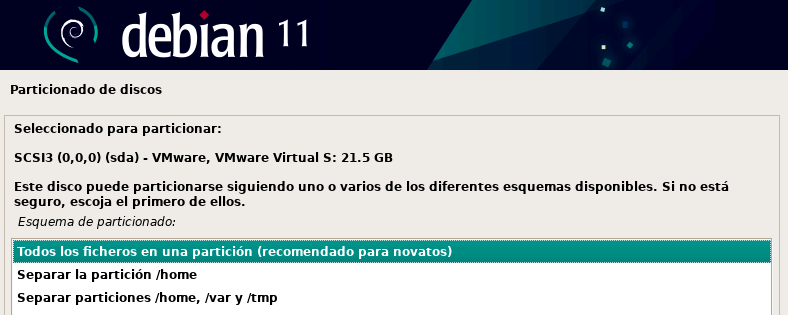 debian 11
Particionado de discos
Seleccionado para particionar:
SCSI3 (0,0,0) (sda) - VMware, VMware Virtual S: 21.5 GB
Este disco puede particionarse siguiendo uno o varios de los diferentes esquemas disponibles. Si no está
seguro, escoja el primero de ellos.
Esquema de particionado:
Todos los ficheros en una partición (recomendado para novatos)
Separar la partición /home
Separar particiones /home, /var y /tmp